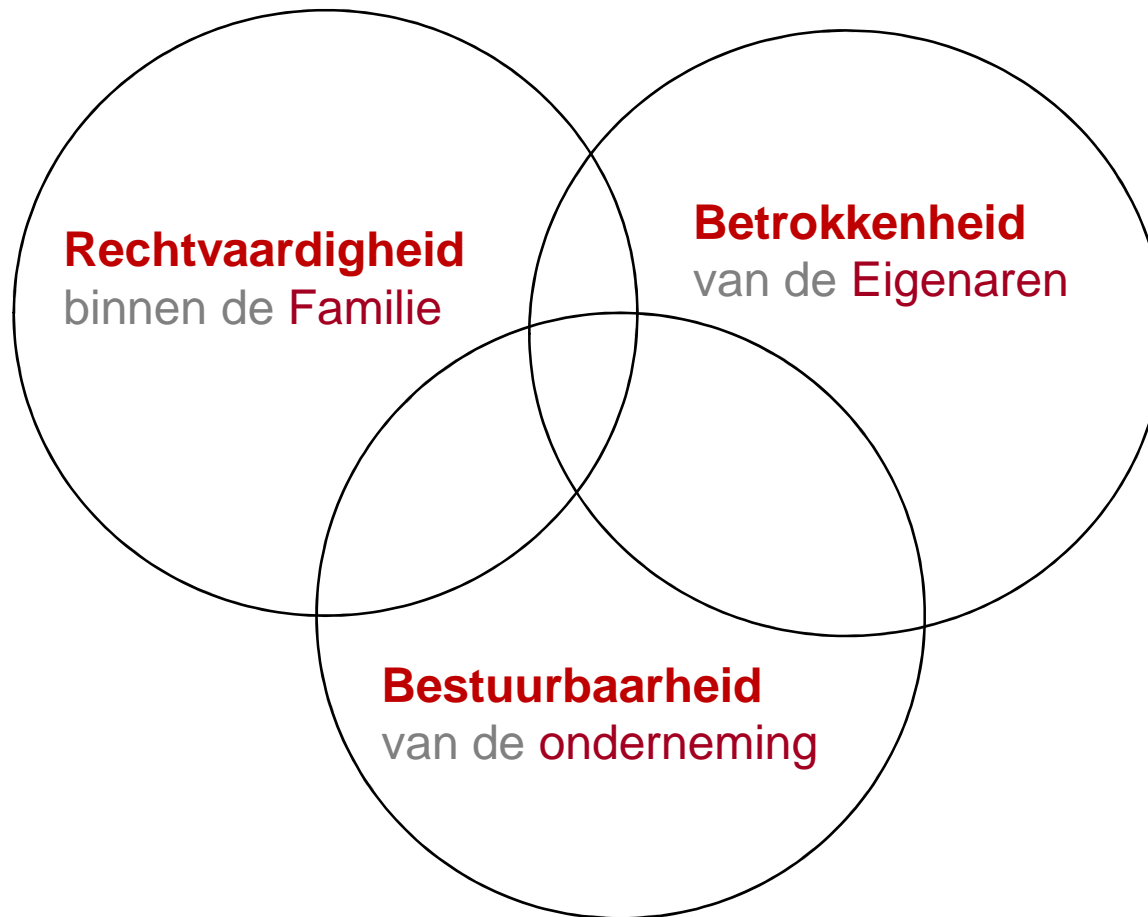 Rechtvaardigheid
binnen de Familie
Betrokkenheid
van de Eigenaren
Bestuurbaarheid
van de onderneming